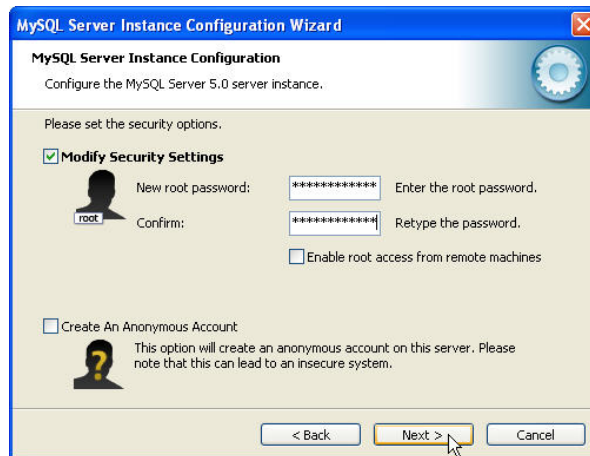 MySQL Server Instance Configuration Wizard
MySQL Server Instance Configuration
Configure the MySQL Server 5.0 server instance.
Please set the security options.
Modify Security Settings
New root password: ************ Enter the root password.
root
Confirm: ************ Retype the password.
Enable root access from remote machines
Create An Anonymous Account
This option will create an anonymous account on this server. Please
note that this can lead to an insecure system.
< Back Next > Cancel